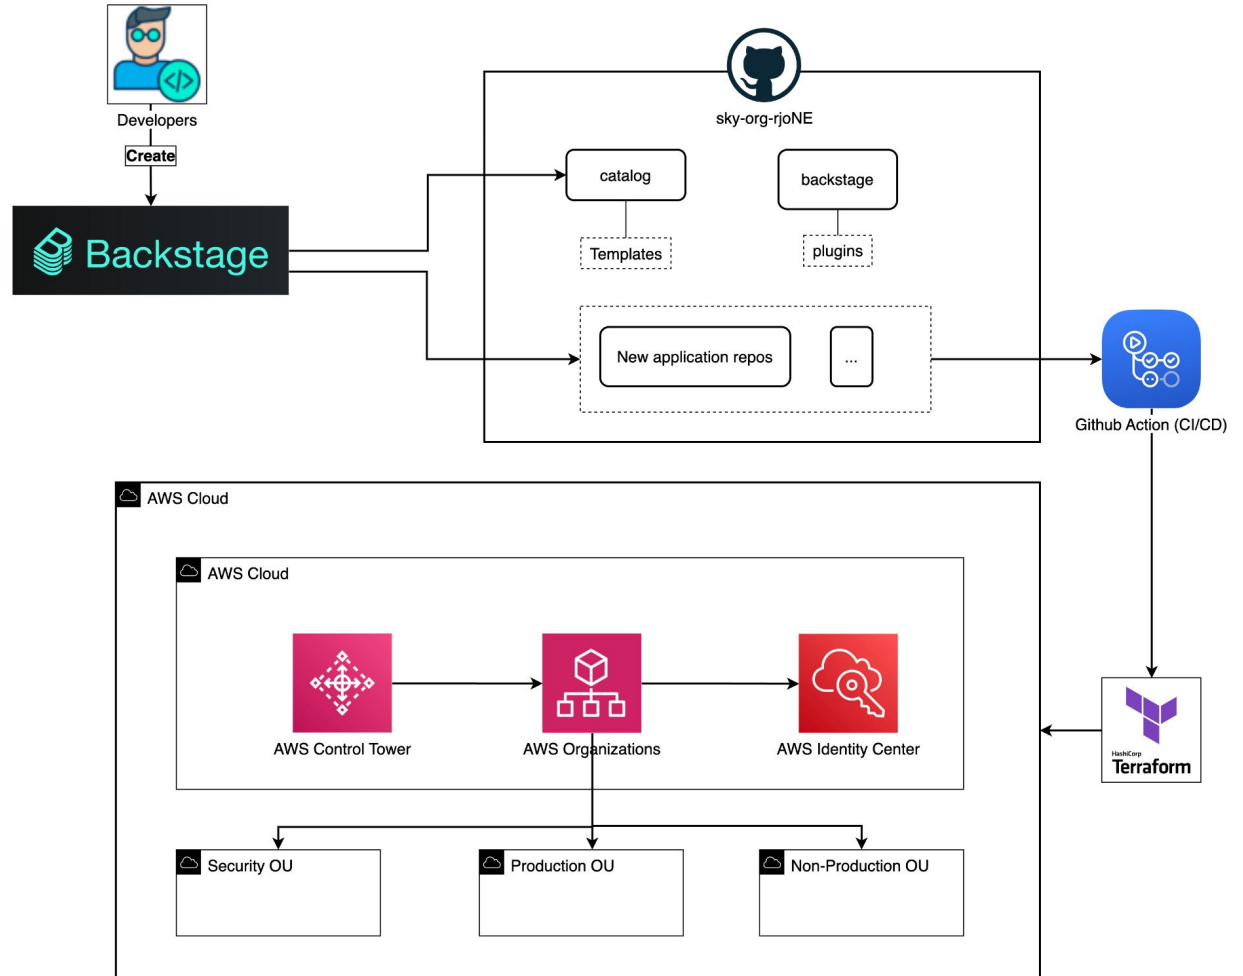 Developers
Create
Backstage
sky-org-rjoNE
catalog
backstage
Templates
plugins
New application repos
...
Github Action (CI/CD)
AWS Cloud
AWS Cloud
AWS Control Tower
AWS Organizations
AWS Identity Center
HashiCorp
Terraform
Security OU
Production OU
Non-Production OU